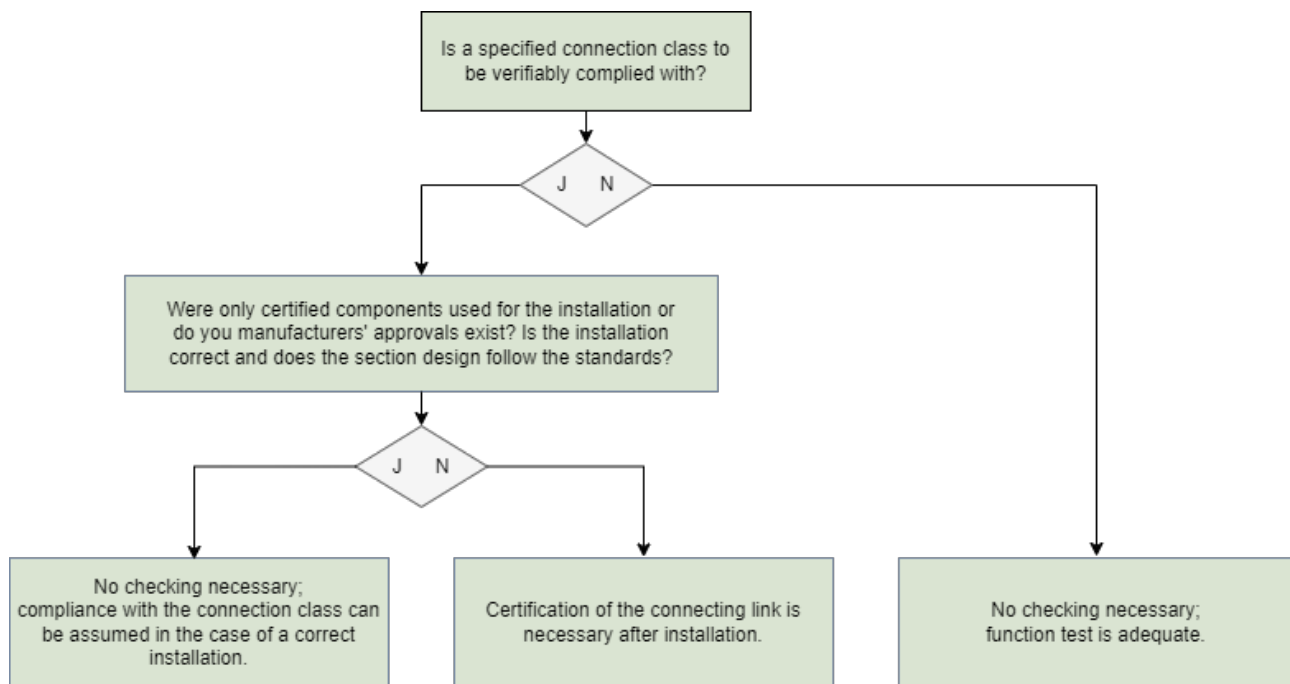 Is a specified connection class to
be verifiably complied with?
J N
Were only certified components used for the installation or
do you manufacturers' approvals exist? Is the installation
correct and does the section design follow the standards?
J N
No checking necessary;
compliance with the connection class can
be assumed in the case of a correct
installation.
Certification of the connecting link is
necessary after installation.
No checking necessary;
function test is adequate.